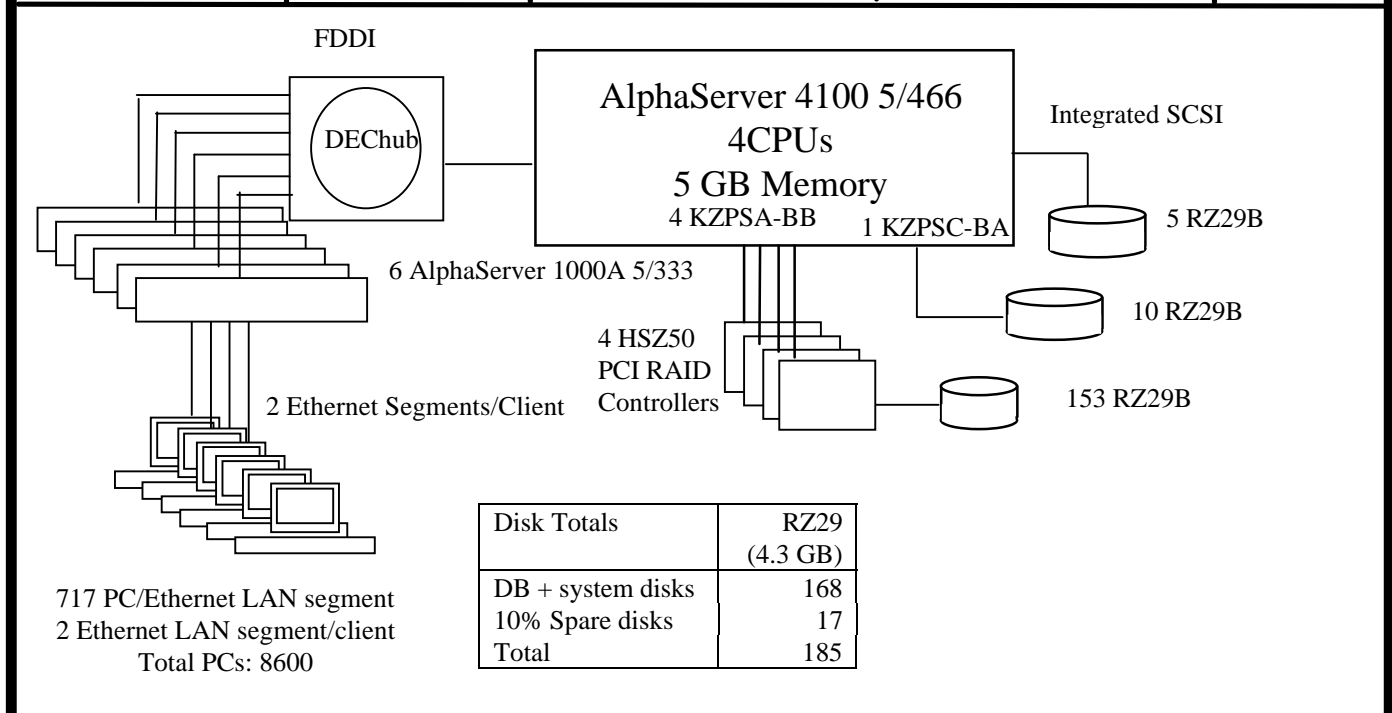 FDDI
DEChub
AlphaServer 4100 5/466
4CPUs
5 GB Memory
4 KZPSA-BB
1 KZPSC-BA
Integrated SCSI
5 RZ29B
6 AlphaServer 1000A 5/333
10 RZ29B
4 HSZ50
PCI RAID
Controllers
153 RZ29B
2 Ethernet Segments/Client
717 PC/Ethernet LAN segment
2 Ethernet LAN segment/client
Total PCs: 8600
Disk Totals RZ29
(4.3 GB)
DB + system disks 168
10% Spare disks 17
Total 185